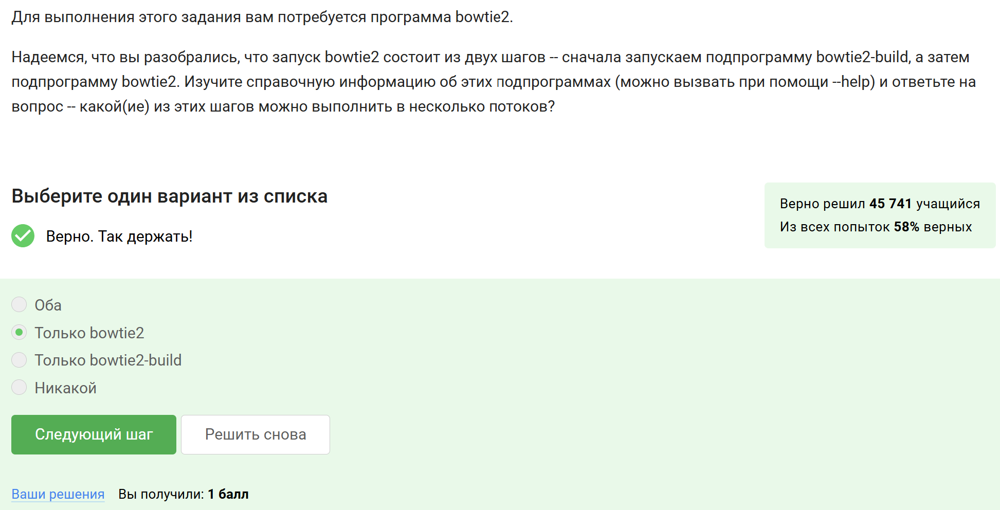 Для выполнения этого задания вам потребуется программа bowtie2.
Надеемся, что вы разобрались, что запуск bowtie2 состоит из двух шагов -- сначала запускаем подпрограмму bowtie2-build, а затем
подпрограмму bowtie2. Изучите справочную информацию об этих подпрограммах (можно вызвать при помощи --help) и ответьте на
вопрос -- какой(ие) из этих шагов можно выполнить в несколько потоков?
Выберите один вариант из списка
Верно решил 45 741 учащийся
Из всех попыток 58% верных
Верно. Так держать!
Оба
Только bowtie2
Только bowtie2-build
Никакой
Следующий шаг
Решить снова
Ваши решения Вы получили: 1 балл